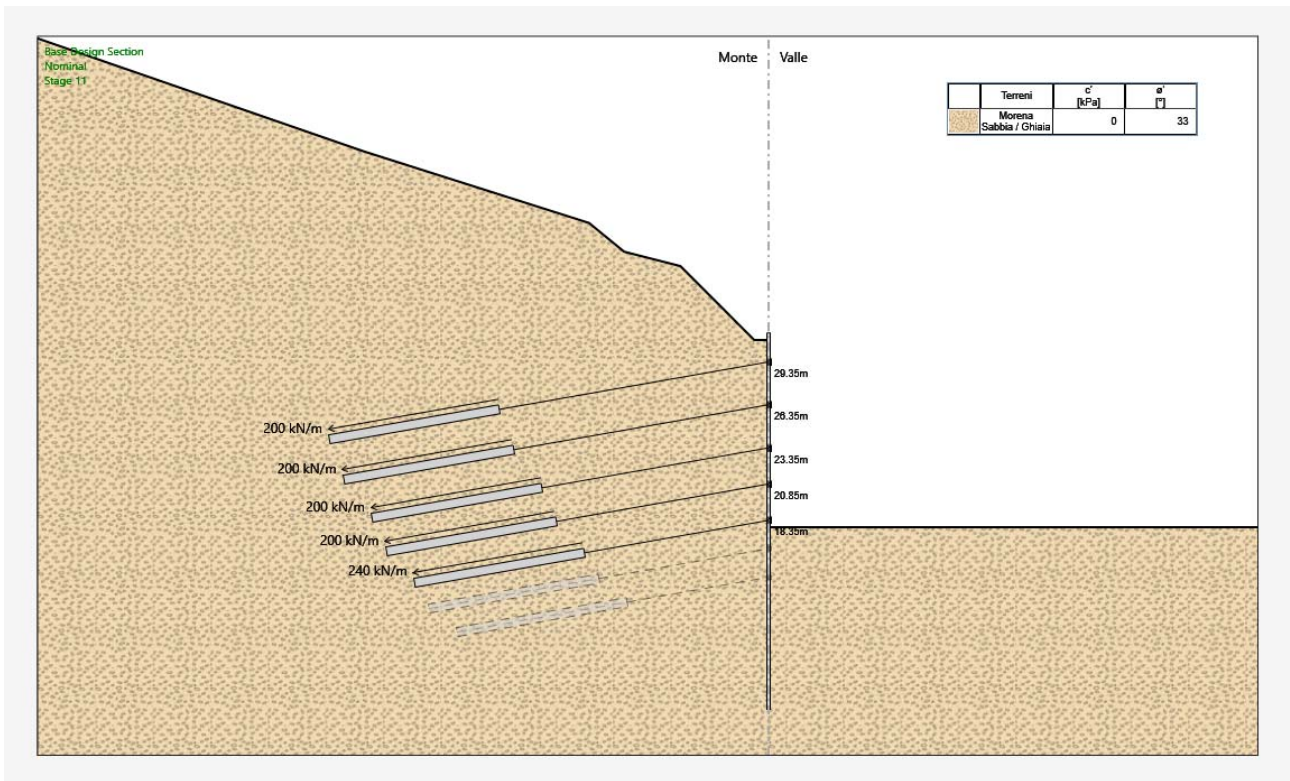 Base Design Section
Nominal
Stage 11
Monte
Valle
Terreni
c'
[kPa]
ø'
[°]
Morena
Sabbia / Ghiaia
0
33
29.35m
26.35m
23.35m
20.85m
18.35m
200 kN/m
200 kN/m
200 kN/m
200 kN/m
240 kN/m